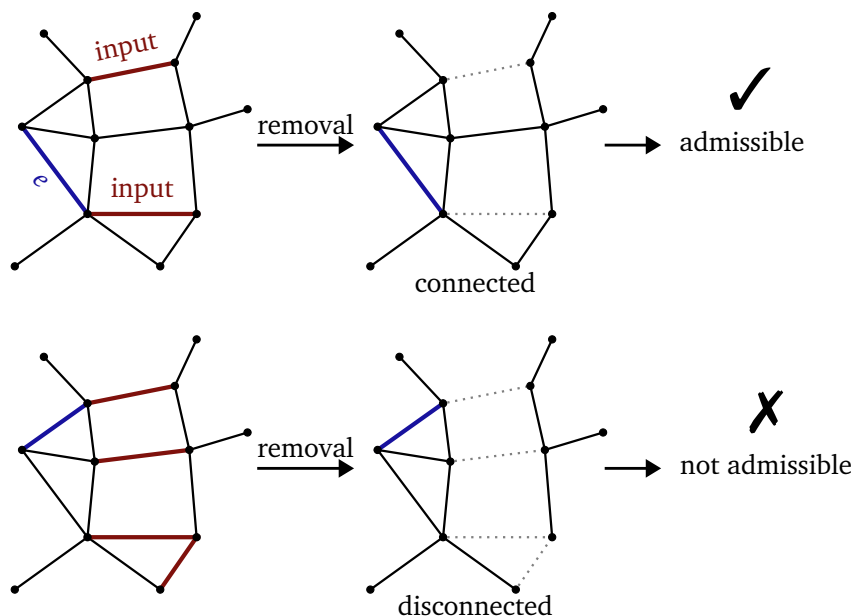 input
removal
✓
admissible
e
input
connected
removal
✗
not admissible
disconnected